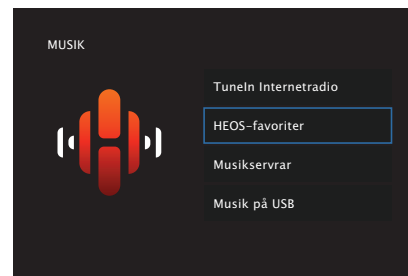 MUSIK
TuneIn Internetradio
HEOS-favoriter
Musikservrar
Musik på USB